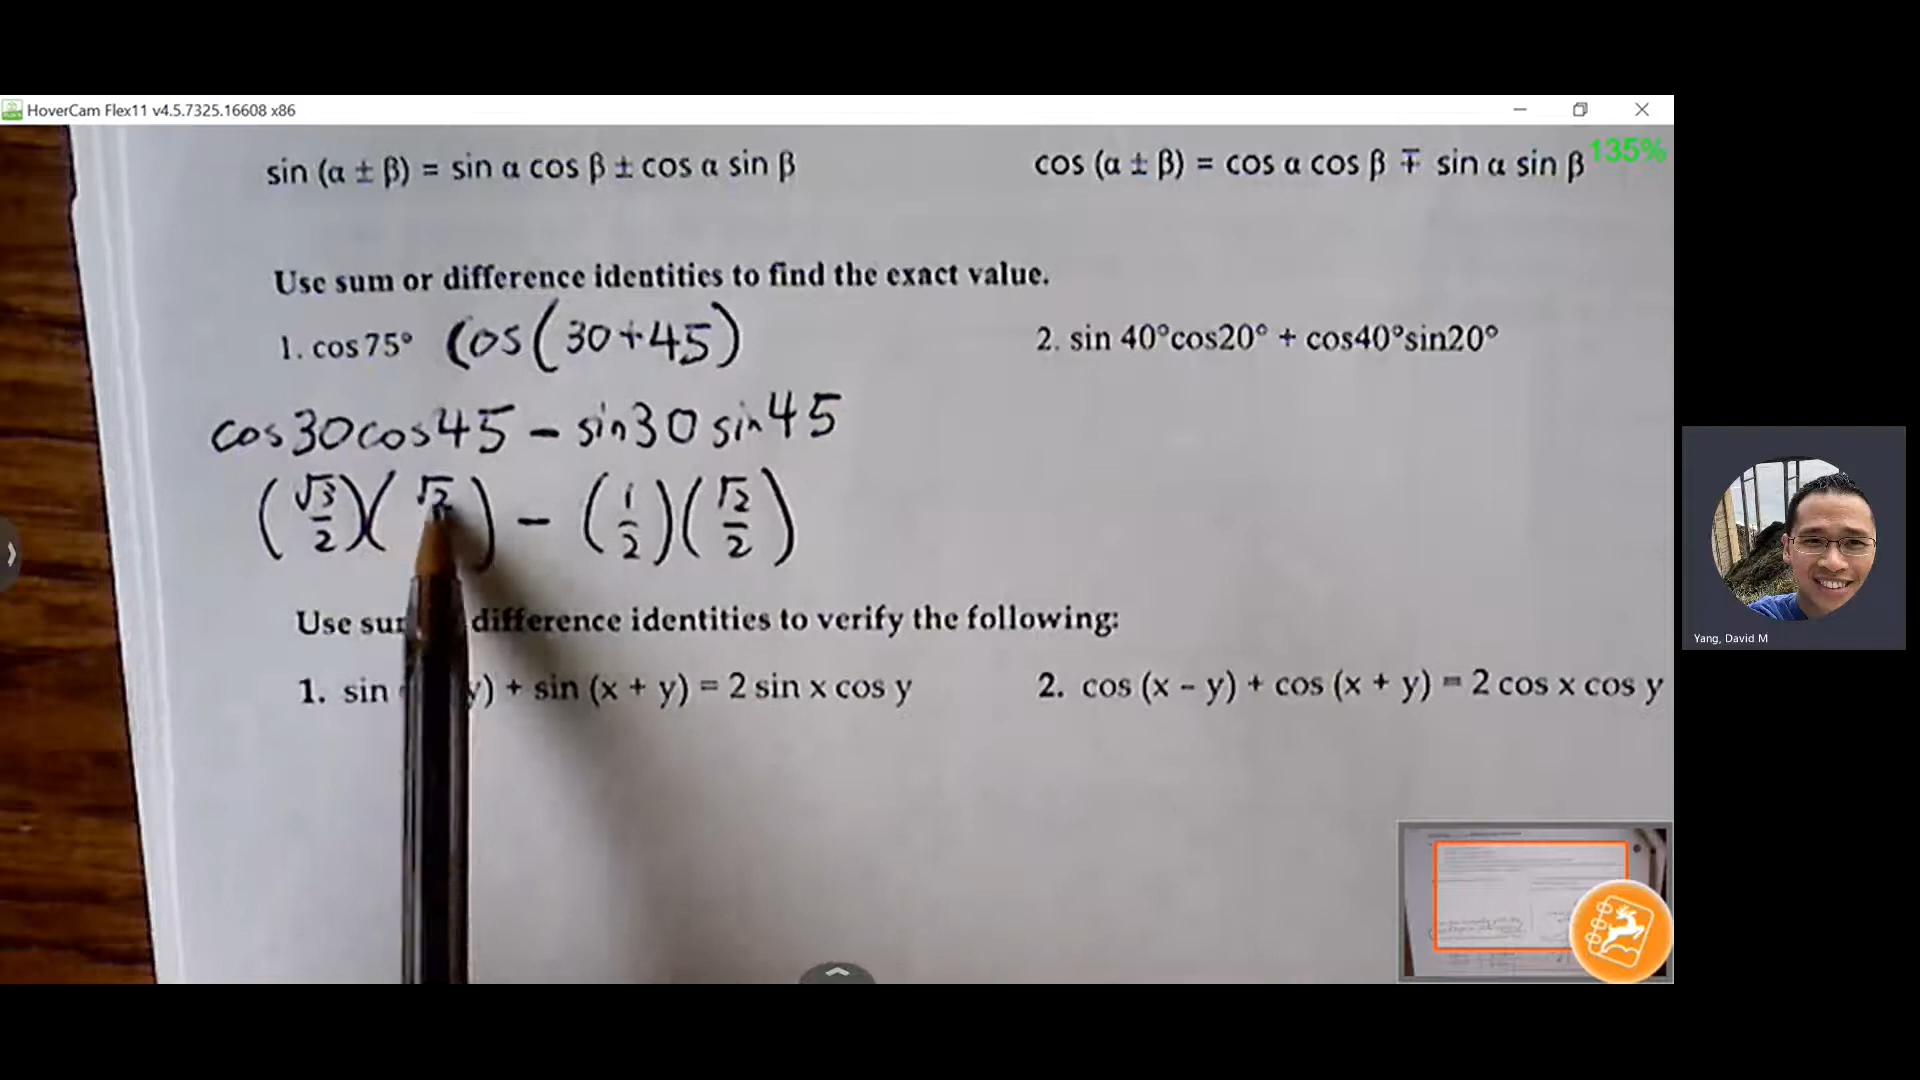 HoverCam Flex11 v4.5.7325.16608 x86
135%
sin (α ± β) = sin α cos β ± cos α sin β
cos (α ± β) = cos α cos β ∓ sin α sin β
Use sum or difference identities to find the exact value.
1. cos 75° cos(30+45)
2. sin 40°cos20° + cos40°sin20°
cos30cos45 - sin30 sin45
(√3/2)(√2) - (1/2)(√2/2)
Use difference identities to verify the following:
1. sin y) + sin (x + y) = 2 sin x cos y
2. cos (x - y) + cos (x + y) = 2 cos x cos y
Yang, David M